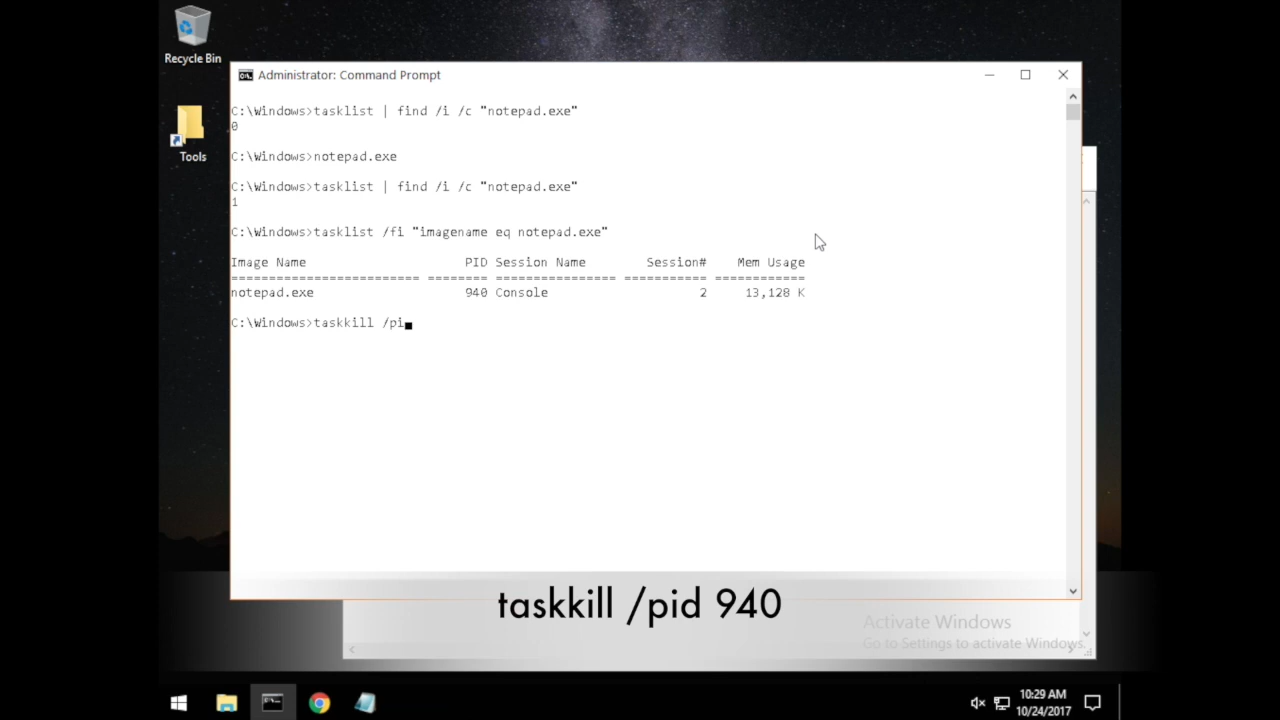 Recycle Bin
Tools
Administrator: Command Prompt
C:\Windows>tasklist | find /i /c "notepad.exe"
0
C:\Windows>notepad.exe
C:\Windows>tasklist | find /i /c "notepad.exe"
1
C:\Windows>tasklist /fi "imagename eq notepad.exe"
Image Name                     PID Session Name        Session#    Mem Usage
========================= ======== ================ =========== ============
notepad.exe                    940 Console                    2     13,128 K
C:\Windows>taskkill /pi
taskkill /pid 940
Activate Windows
Go to Settings to activate Windows.
10:29 AM
10/24/2017